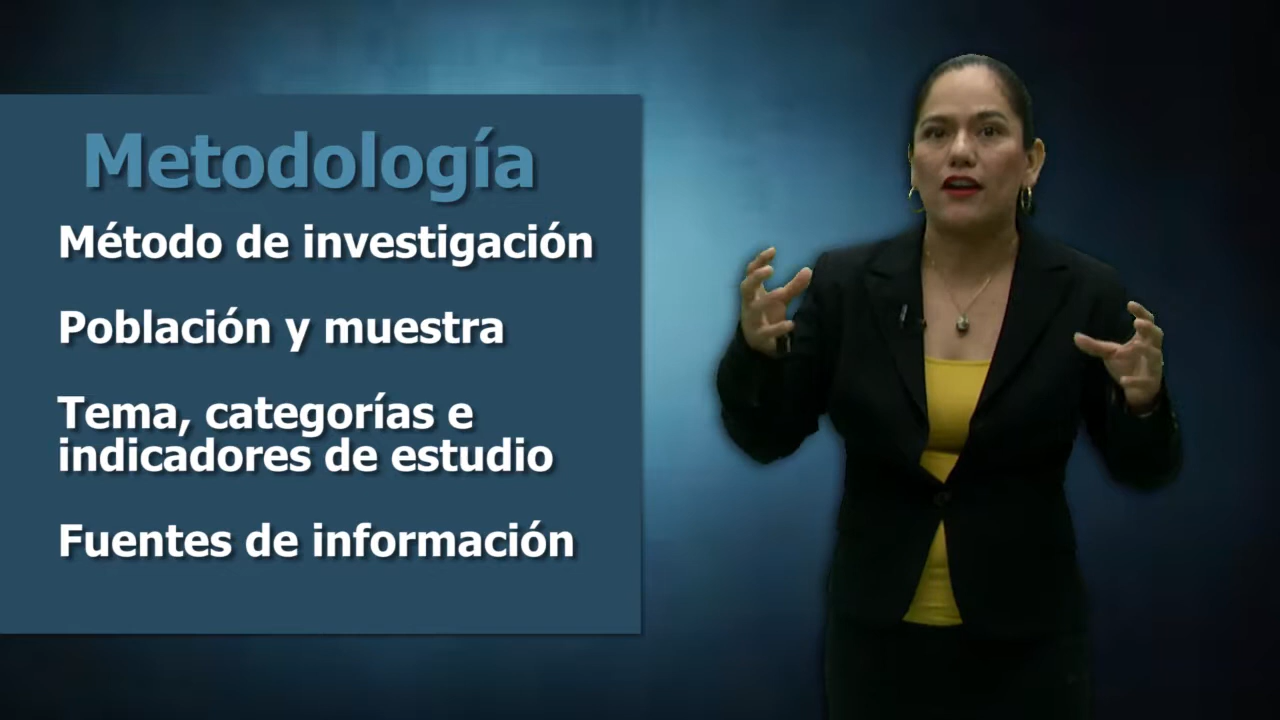 Metodología
Método de investigación
Población y muestra
Tema, categorías e
indicadores de estudio
Fuentes de información